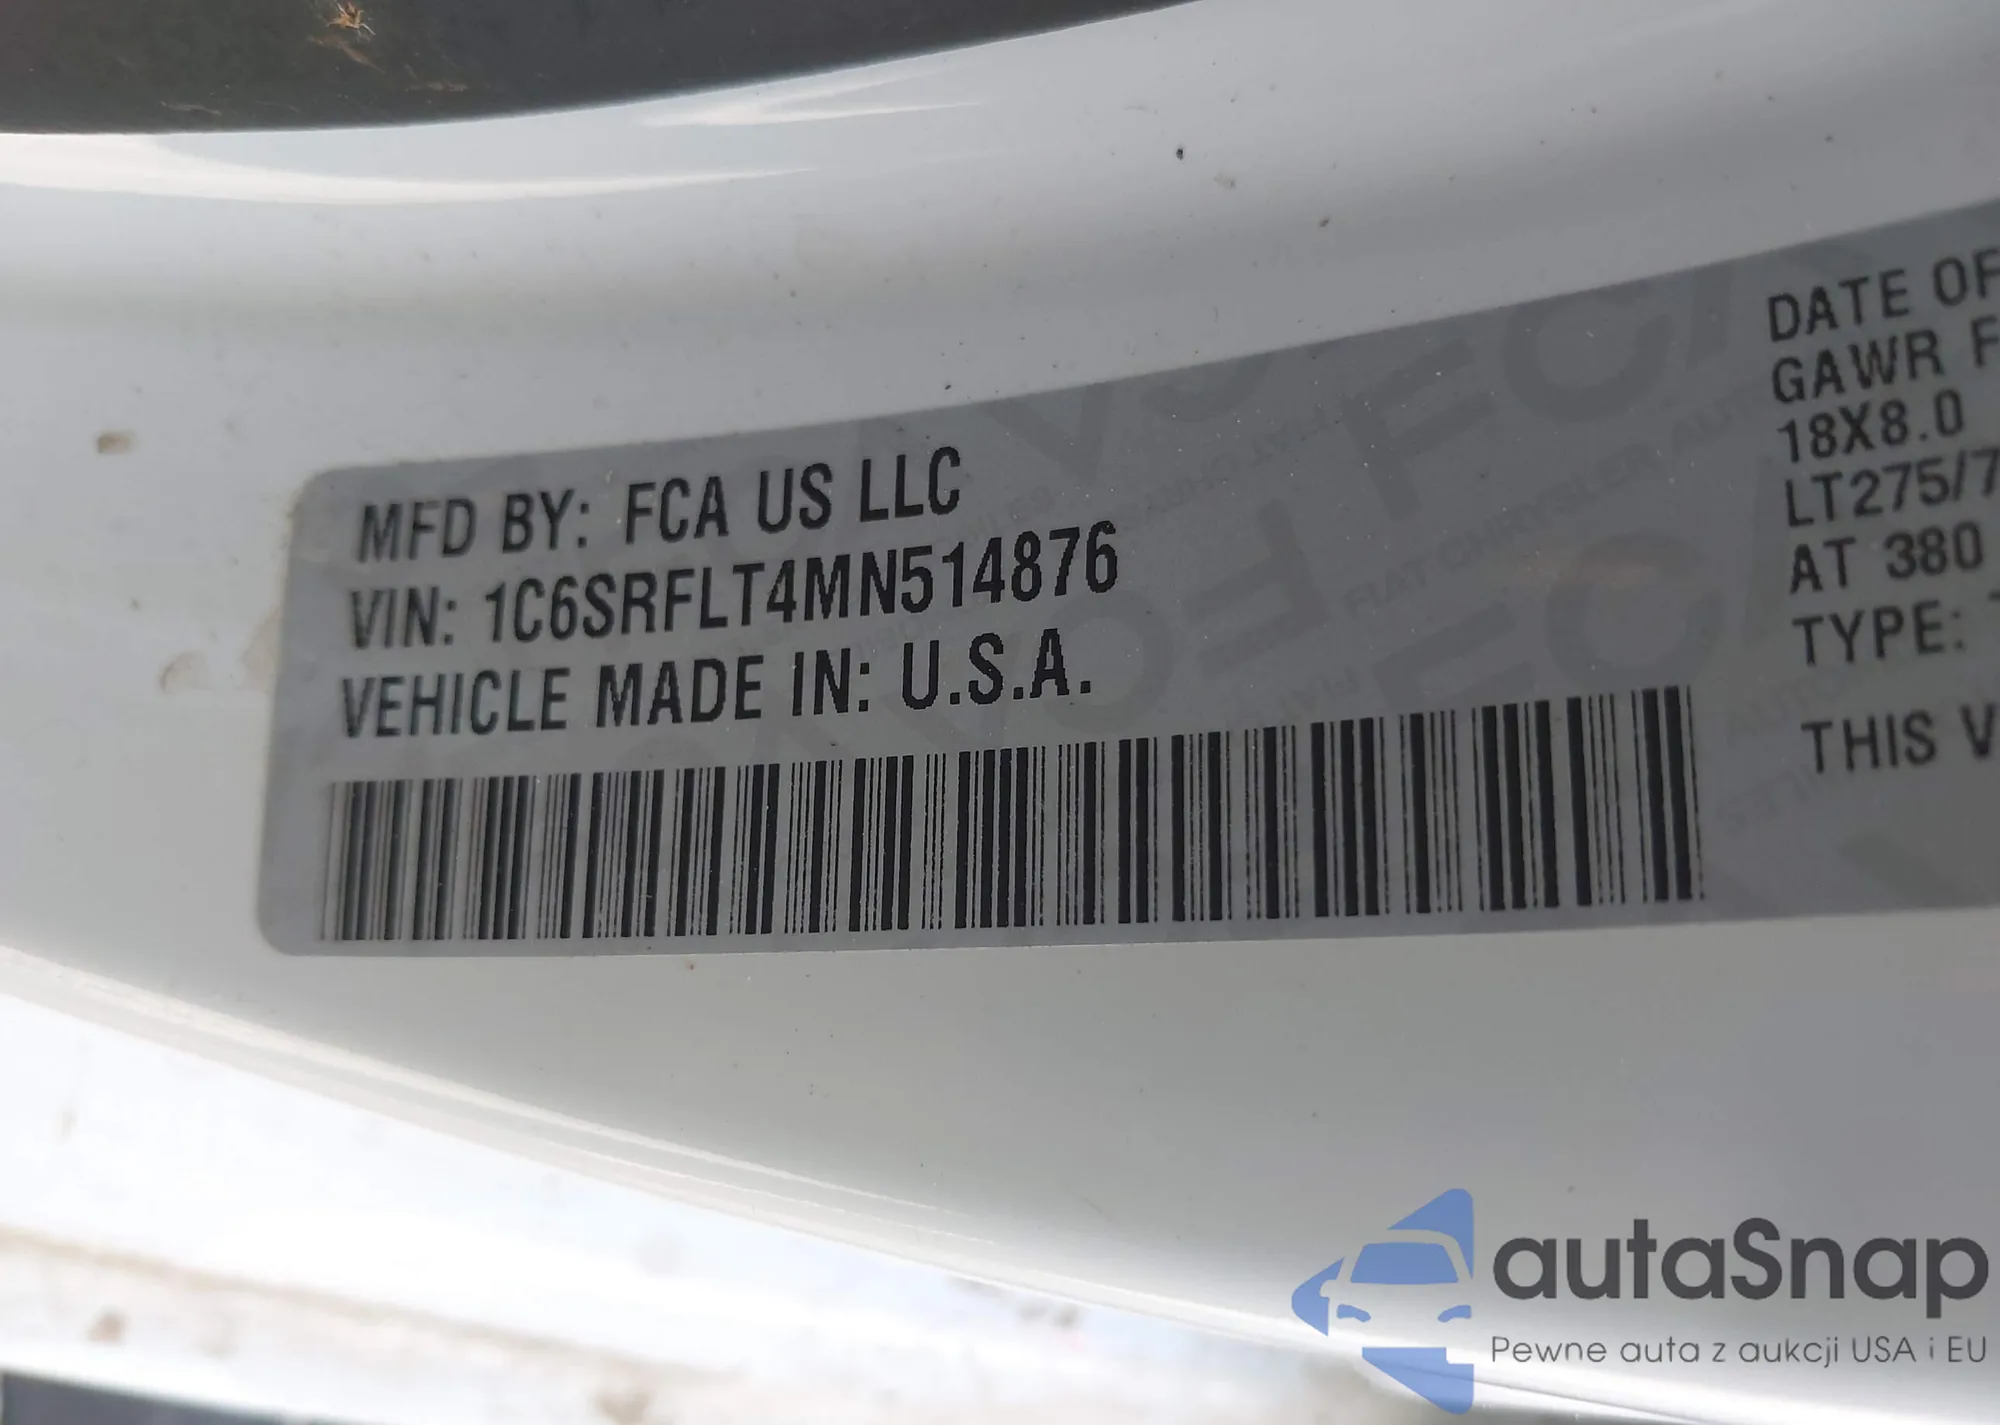 MFD BY: FCA US LLC
VIN: 1C6SRFLT4MN514876
VEHICLE MADE IN: U.S.A.
DATE OF
GAWR F
18X8.0
LT275/7
AT 380
TYPE:
THIS V
autaSnap
Pewne auta z aukcji USA i EU